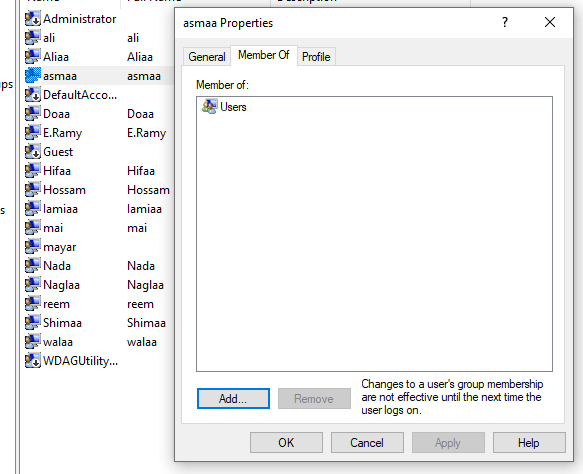 asmaa Properties
Administrator
ali ali
Aliaa Aliaa
asmaa asmaa
DefaultAcco...
Doaa Doaa
E.Ramy E.Ramy
Guest
Hifaa Hifaa
Hossam Hossam
lamiaa lamiaa
mai mai
mayar
Nada Nada
Naglaa Naglaa
reem reem
Shimaa Shimaa
walaa walaa
WDAGUtility...
General Member Of Profile
Member of:
Users
Add... Remove
Changes to a user's group membership
are not effective until the next time the
user logs on.
OK Cancel Apply Help